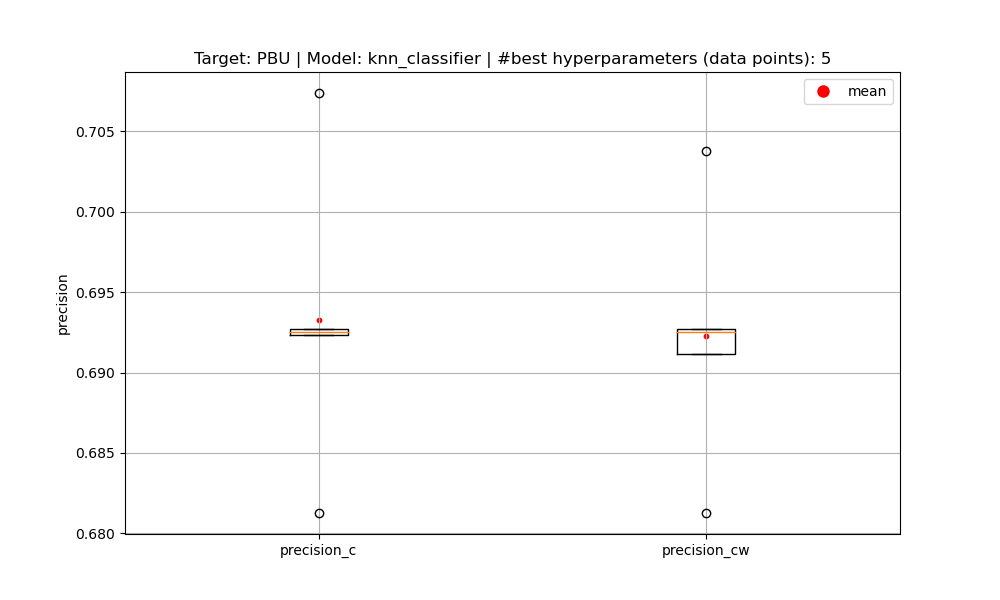 Target: PBU | Model: knn_classifier | #best hyperparameters (data points): 5
mean
precision
0.705
0.700
0.695
0.690
0.685
0.680
precision_c
precision_cw